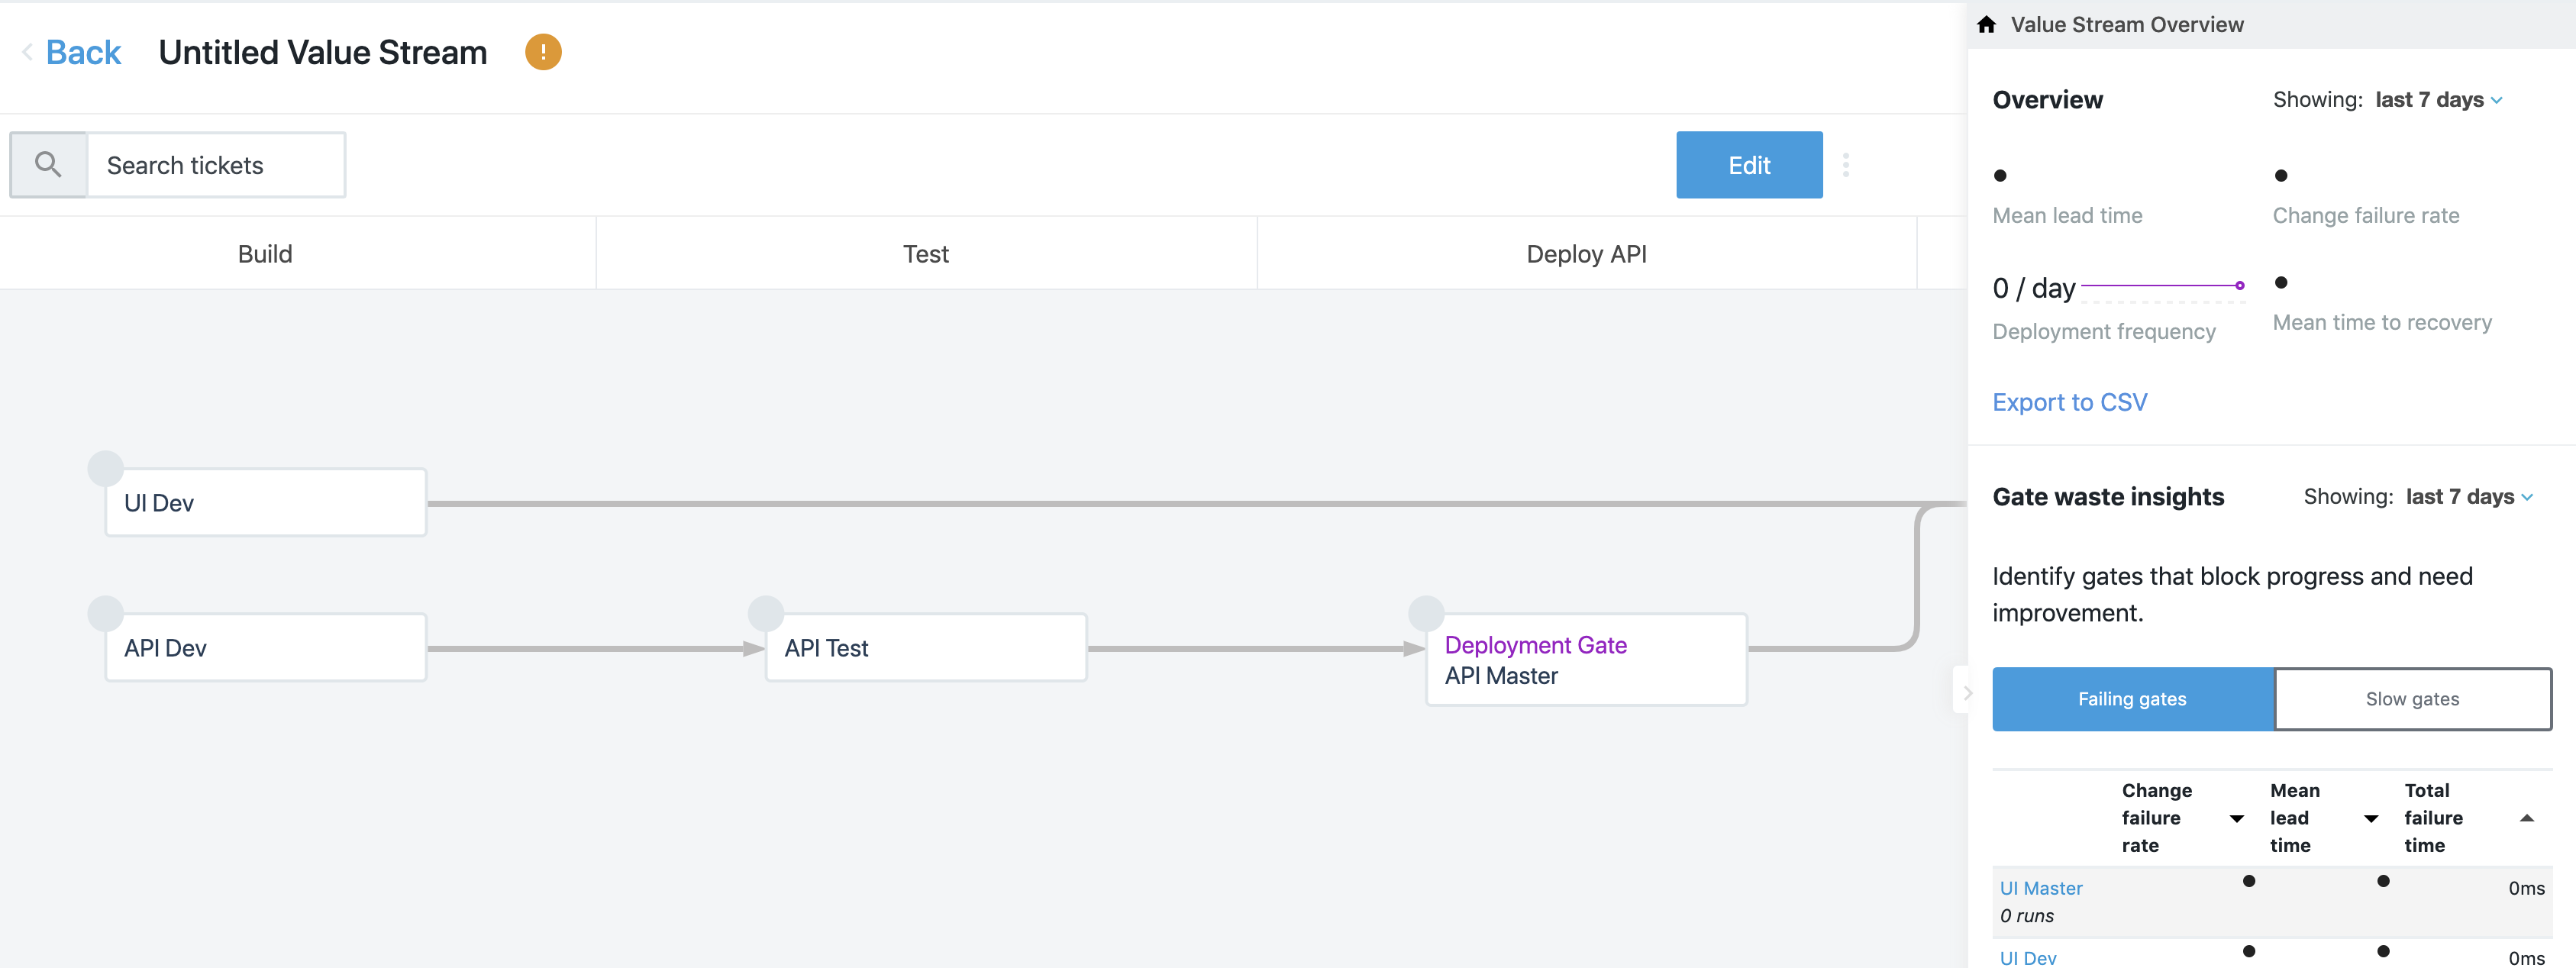 Back
Untitled Value Stream
!
Search tickets
Edit
Build
Test
Deploy API
UI Dev
API Dev
API Test
Deployment Gate
API Master
Value Stream Overview
Overview
Showing: last 7 days
Mean lead time
Change failure rate
0 / day
Deployment frequency
Mean time to recovery
Export to CSV
Gate waste insights
Showing: last 7 days
Identify gates that block progress and need
improvement.
Failing gates
Slow gates
Change
failure
rate
Mean
lead
time
Total
failure
time
UI Master
0ms
0 runs
UI Dev
0ms